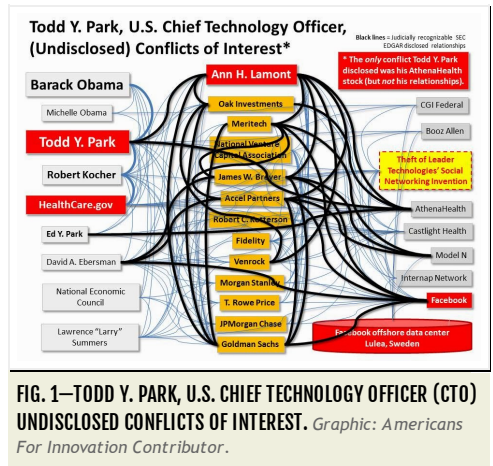 Todd Y. Park, U.S. Chief Technology Officer,
(Undisclosed) Conflicts of Interest*
Black lines = Judicially recognizable SEC
EDGAR disclosed relationships
* The only conflict Todd Y. Park
disclosed was his AthenaHealth
stock (but not his relationships).
Barack Obama
Michelle Obama
Todd Y. Park
Robert Kocher
HealthCare.gov
Ed Y. Park
David A. Ebersman
National Economic
Council
Lawrence "Larry"
Summers
Ann H. Lamont
Oak Investments
Meritech
National Venture
Capital Association
James W. Breyer
Accel Partners
Robert C. Ketterson
Fidelity
Venrock
Morgan Stanley
T. Rowe Price
JPMorgan Chase
Goldman Sachs
CGI Federal
Booz Allen
Theft of Leader
Technologies' Social
Networking Invention
AthenaHealth
Castlight Health
Model N
Internap Network
Facebook
Facebook offshore data center
Lulea, Sweden
FIG. 1—TODD Y. PARK, U.S. CHIEF TECHNOLOGY OFFICER (CTO)
UNDISCLOSED CONFLICTS OF INTEREST. Graphic: Americans
For Innovation Contributor.